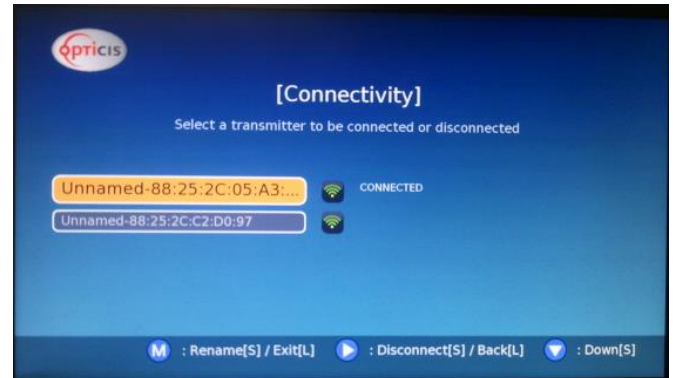 OPTICIS
[Connectivity]
Select a transmitter to be connected or disconnected
Unnamed-88:25:2C:05:A3:...
CONNECTED
Unnamed-88:25:2C:C2:D0:97
M : Rename[S] / Exit[L] : Disconnect[S] / Back[L] : Down[S]